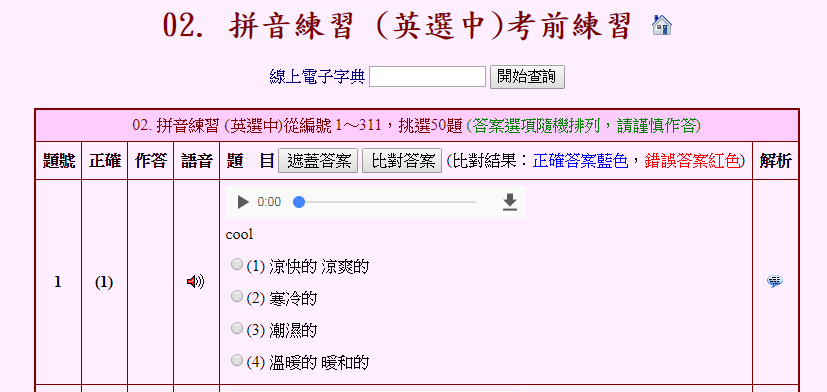 02. 拼音練習 (英選中)考前練習
線上電子字典 開始查詢
02. 拼音練習 (英選中)從編號 1～311，挑選50題 (答案選項隨機排列，請謹慎作答)
題號 正確 作答 語音 題 目 遮蓋答案 比對答案 (比對結果：正確答案藍色，錯誤答案紅色) 解析
0:00
cool
1 (1)
(1) 涼快的 涼爽的
(2) 寒冷的
(3) 潮濕的
(4) 溫暖的 暖和的